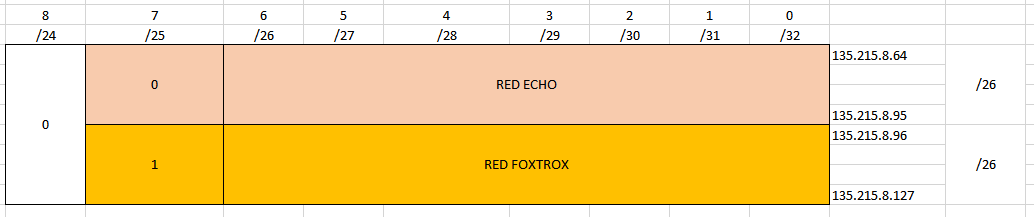 8 7 6 5 4 3 2 1 0
/24 /25 /26 /27 /28 /29 /30 /31 /32
135.215.8.64
0 RED ECHO /26
135.215.8.95
0
135.215.8.96
1 RED FOXTROX /26
135.215.8.127